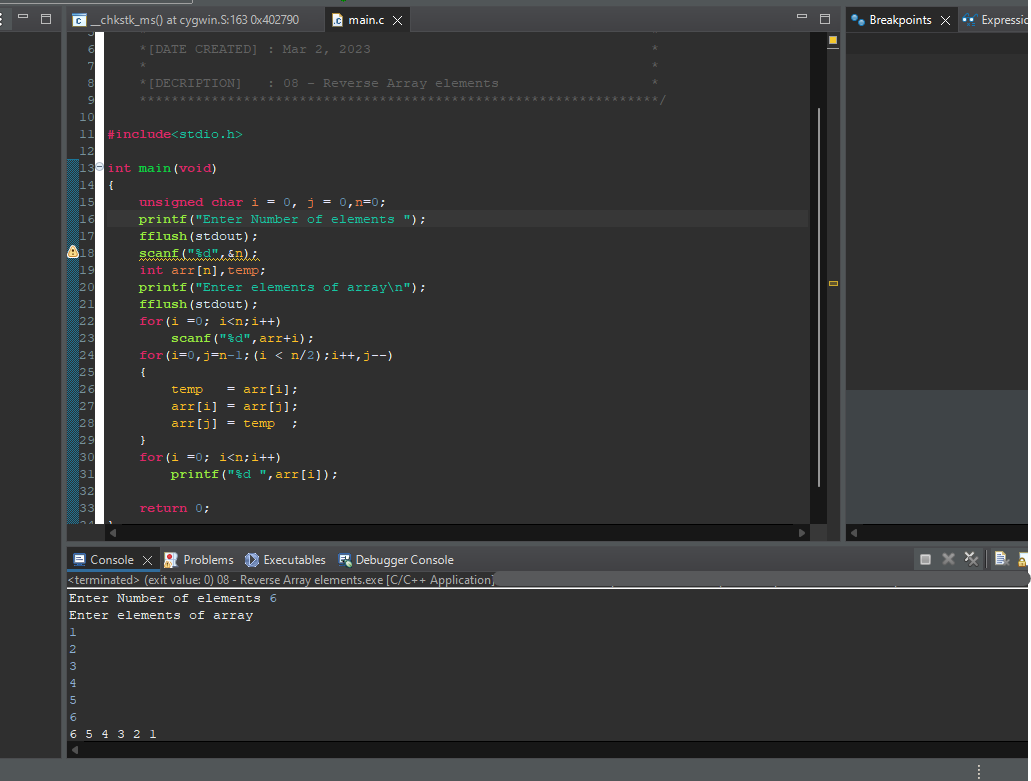 __chkstk_ms() at cygwin.S:163 0x402790 main.c Breakpoints Expressio
6 *[DATE CREATED] : Mar 2, 2023 *
7 * *
8 *[DECRIPTION] : 08 - Reverse Array elements *
9 *****************************************************************/
10
11 #include<stdio.h>
12
13 int main(void)
14 {
15 unsigned char i = 0, j = 0,n=0;
16 printf("Enter Number of elements ");
17 fflush(stdout);
18 scanf("%d",&n);
19 int arr[n],temp;
20 printf("Enter elements of array\n");
21 fflush(stdout);
22 for(i =0; i<n;i++)
23 scanf("%d",arr+i);
24 for(i=0,j=n-1;(i < n/2);i++,j--)
25 {
26 temp = arr[i];
27 arr[i] = arr[j];
28 arr[j] = temp ;
29 }
30 for(i =0; i<n;i++)
31 printf("%d ",arr[i]);
32
33 return 0;
Console Problems Executables Debugger Console
<terminated> (exit value: 0) 08 - Reverse Array elements.exe [C/C++ Application]
Enter Number of elements 6
Enter elements of array
1
2
3
4
5
6
6 5 4 3 2 1